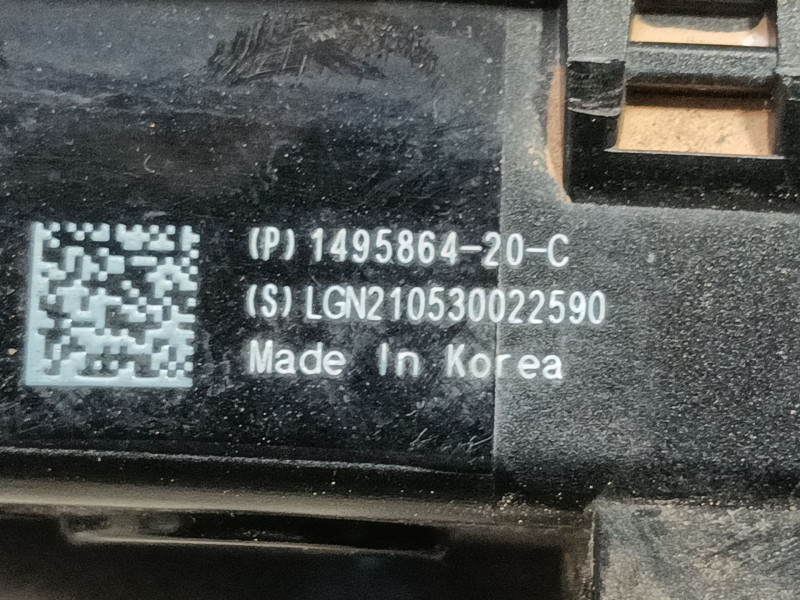 (P) 1495864-20-C
(S) LGN210530022590
Made In Korea